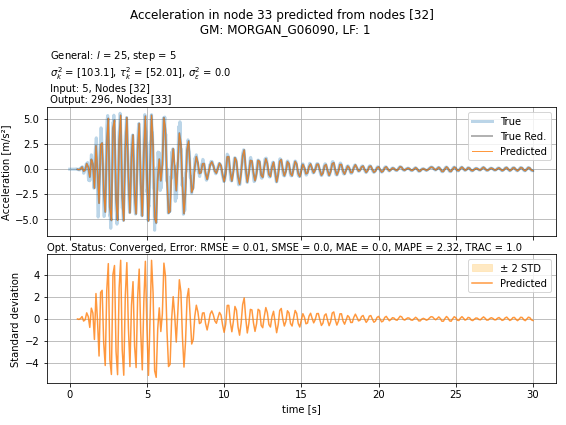 Acceleration in node 33 predicted from nodes [32]
GM: MORGAN_G06090, LF: 1
General: l = 25, step = 5
σ²ₖ = [103.1], τ²ₖ = [52.01], σ²ε = 0.0
Input: 5, Nodes [32]
Output: 296, Nodes [33]
Acceleration [m/s²]
5.0
2.5
0.0
−2.5
−5.0
True
True Red.
Predicted
Opt. Status: Converged, Error: RMSE = 0.01, SMSE = 0.0, MAE = 0.0, MAPE = 2.32, TRAC = 1.0
Standard deviation
4
2
0
−2
−4
± 2 STD
Predicted
0 5 10 15 20 25 30
time [s]